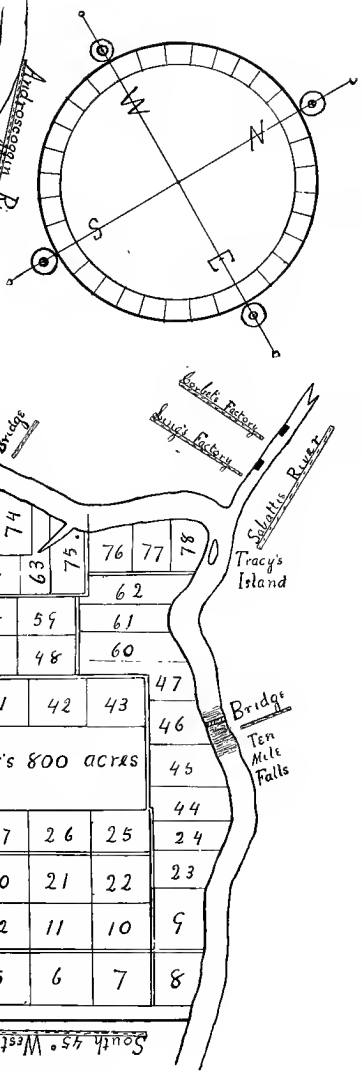 Androscoggin R.
W
N
S
E
Bridge
Corbet's Factory
Factory
Sabattis River
74
63
75.
76 77 78
Tracy's
Island
62
59
61
48
60
42 43
47
46
Bridge
Ten
Mile
Falls
's 800 acres
45
44
7 26 25
24
0 21 22
23
2 11 10
9
5 6 7
8
South 45° West